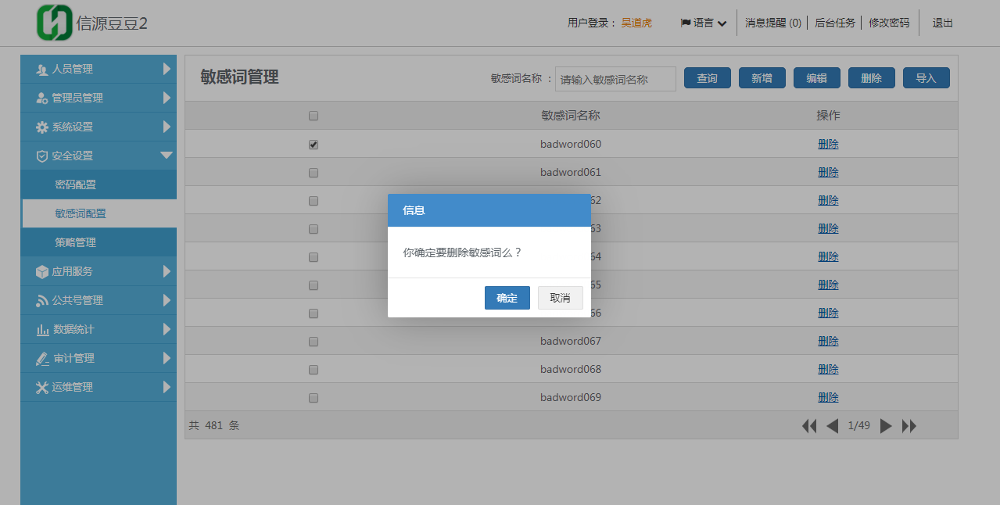 信源豆豆2
用户登录： 吴道虎 语言 消息提醒 (0) 后台任务 修改密码 退出
人员管理
管理员管理
系统设置
安全设置
密码配置
敏感词配置
策略管理
应用服务
公共号管理
数据统计
审计管理
运维管理
敏感词管理 敏感词名称 ： 请输入敏感词名称 查询 新增 编辑 删除 导入
敏感词名称 操作
badword060 删除
badword061 删除
62 删除
63 删除
64 删除
65 删除
66 删除
badword067 删除
badword068 删除
badword069 删除
共 481 条 1/49
信息
你确定要删除敏感词么？
确定 取消